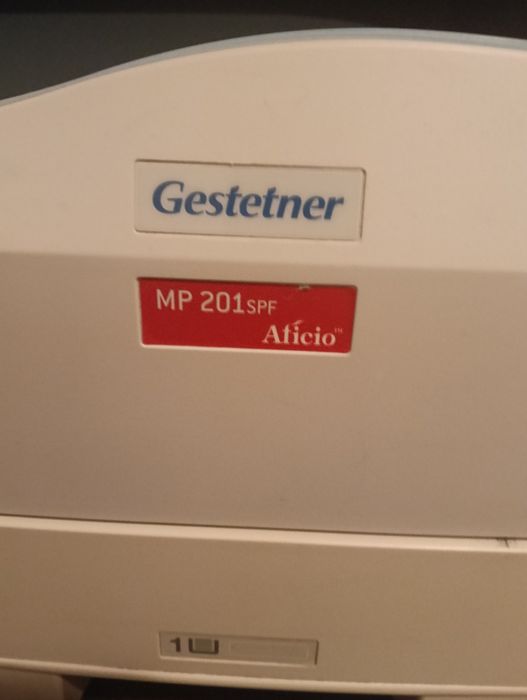 Gestetner
MP 201SPF
Aficio™
1